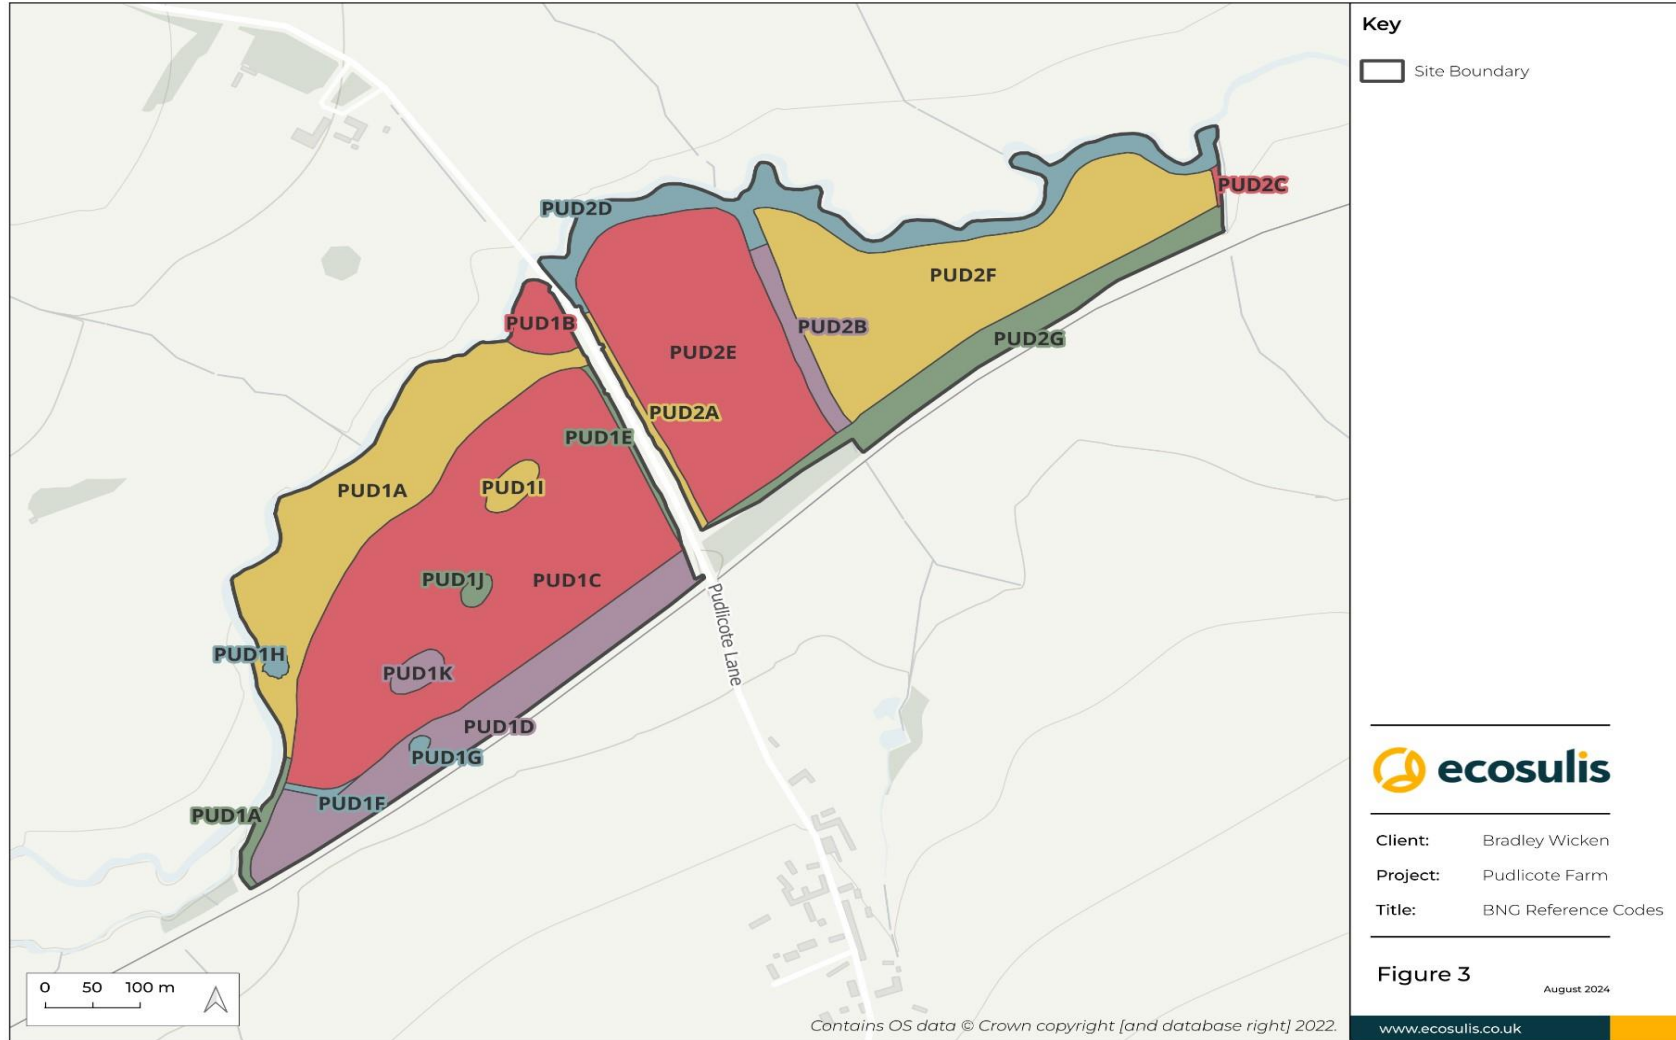 Key
Site Boundary
PUD2C
PUD2D
PUD2F
PUD1B
PUD2B
PUD2G
PUD2E
PUD2A
PUD1E
PUD1A
PUD1I
PUD1J
PUD1C
Pudlicote Lane
PUD1H
PUD1K
PUD1D
PUD1G
PUD1F
PUD1A
0 50 100 m
Contains OS data © Crown copyright [and database right] 2022.
ecosulis
Client: Bradley Wicken
Project: Pudlicote Farm
Title: BNG Reference Codes
Figure 3
August 2024
www.ecosulis.co.uk